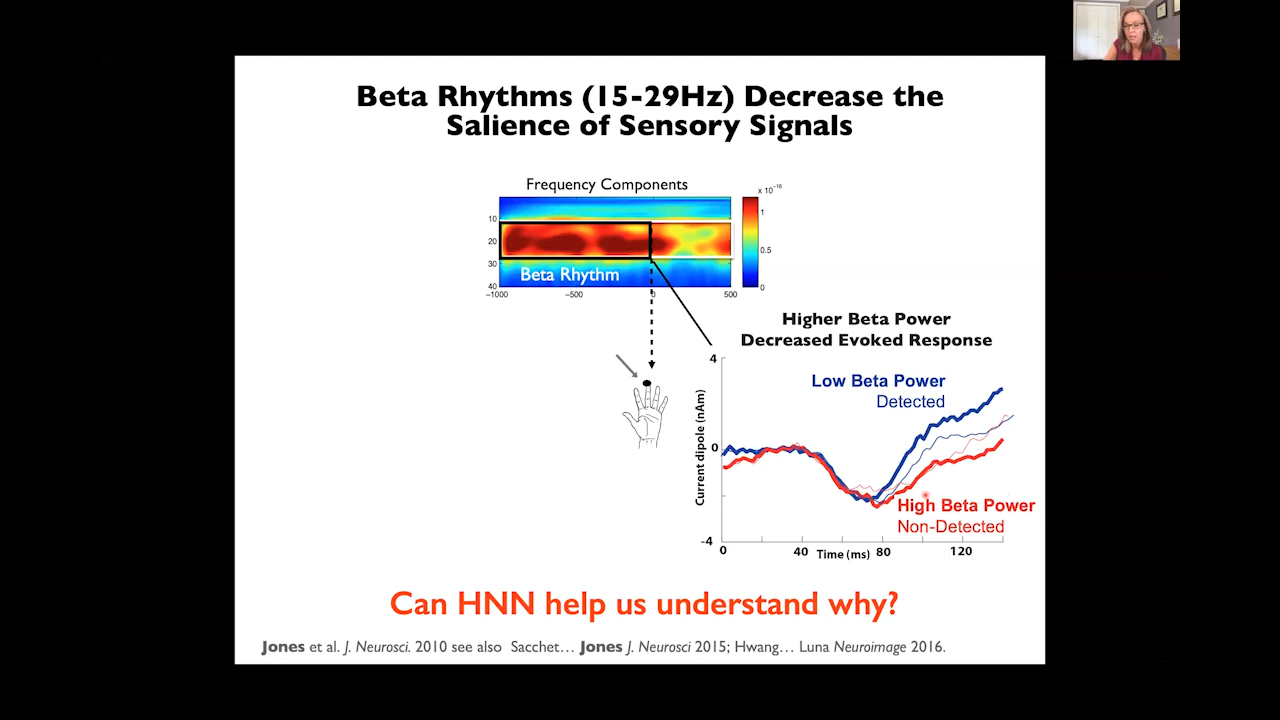 Beta Rhythms (15-29Hz) Decrease the
Salience of Sensory Signals
Frequency Components
x 10⁻¹⁶
10
20
30
40
Beta Rhythm
-1000
-500
0
500
1
0.5
0
Higher Beta Power
Decreased Evoked Response
4
0
-4
Current dipole (nAm)
Low Beta Power
Detected
High Beta Power
Non-Detected
0
40
Time (ms)
80
120
Can HNN help us understand why?
Jones et al. J. Neurosci. 2010 see also Sacchet… Jones J. Neurosci 2015; Hwang… Luna Neuroimage 2016.